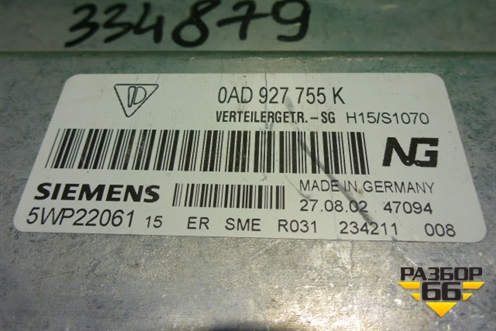 334879
0AD 927 755 K
VERTEILERGETR.-SG H15/S1070
NG
SIEMENS
MADE IN GERMANY
27.08.02 47094
5WP22061 15 ER SME R031 234211 008
РАЗБОР
66